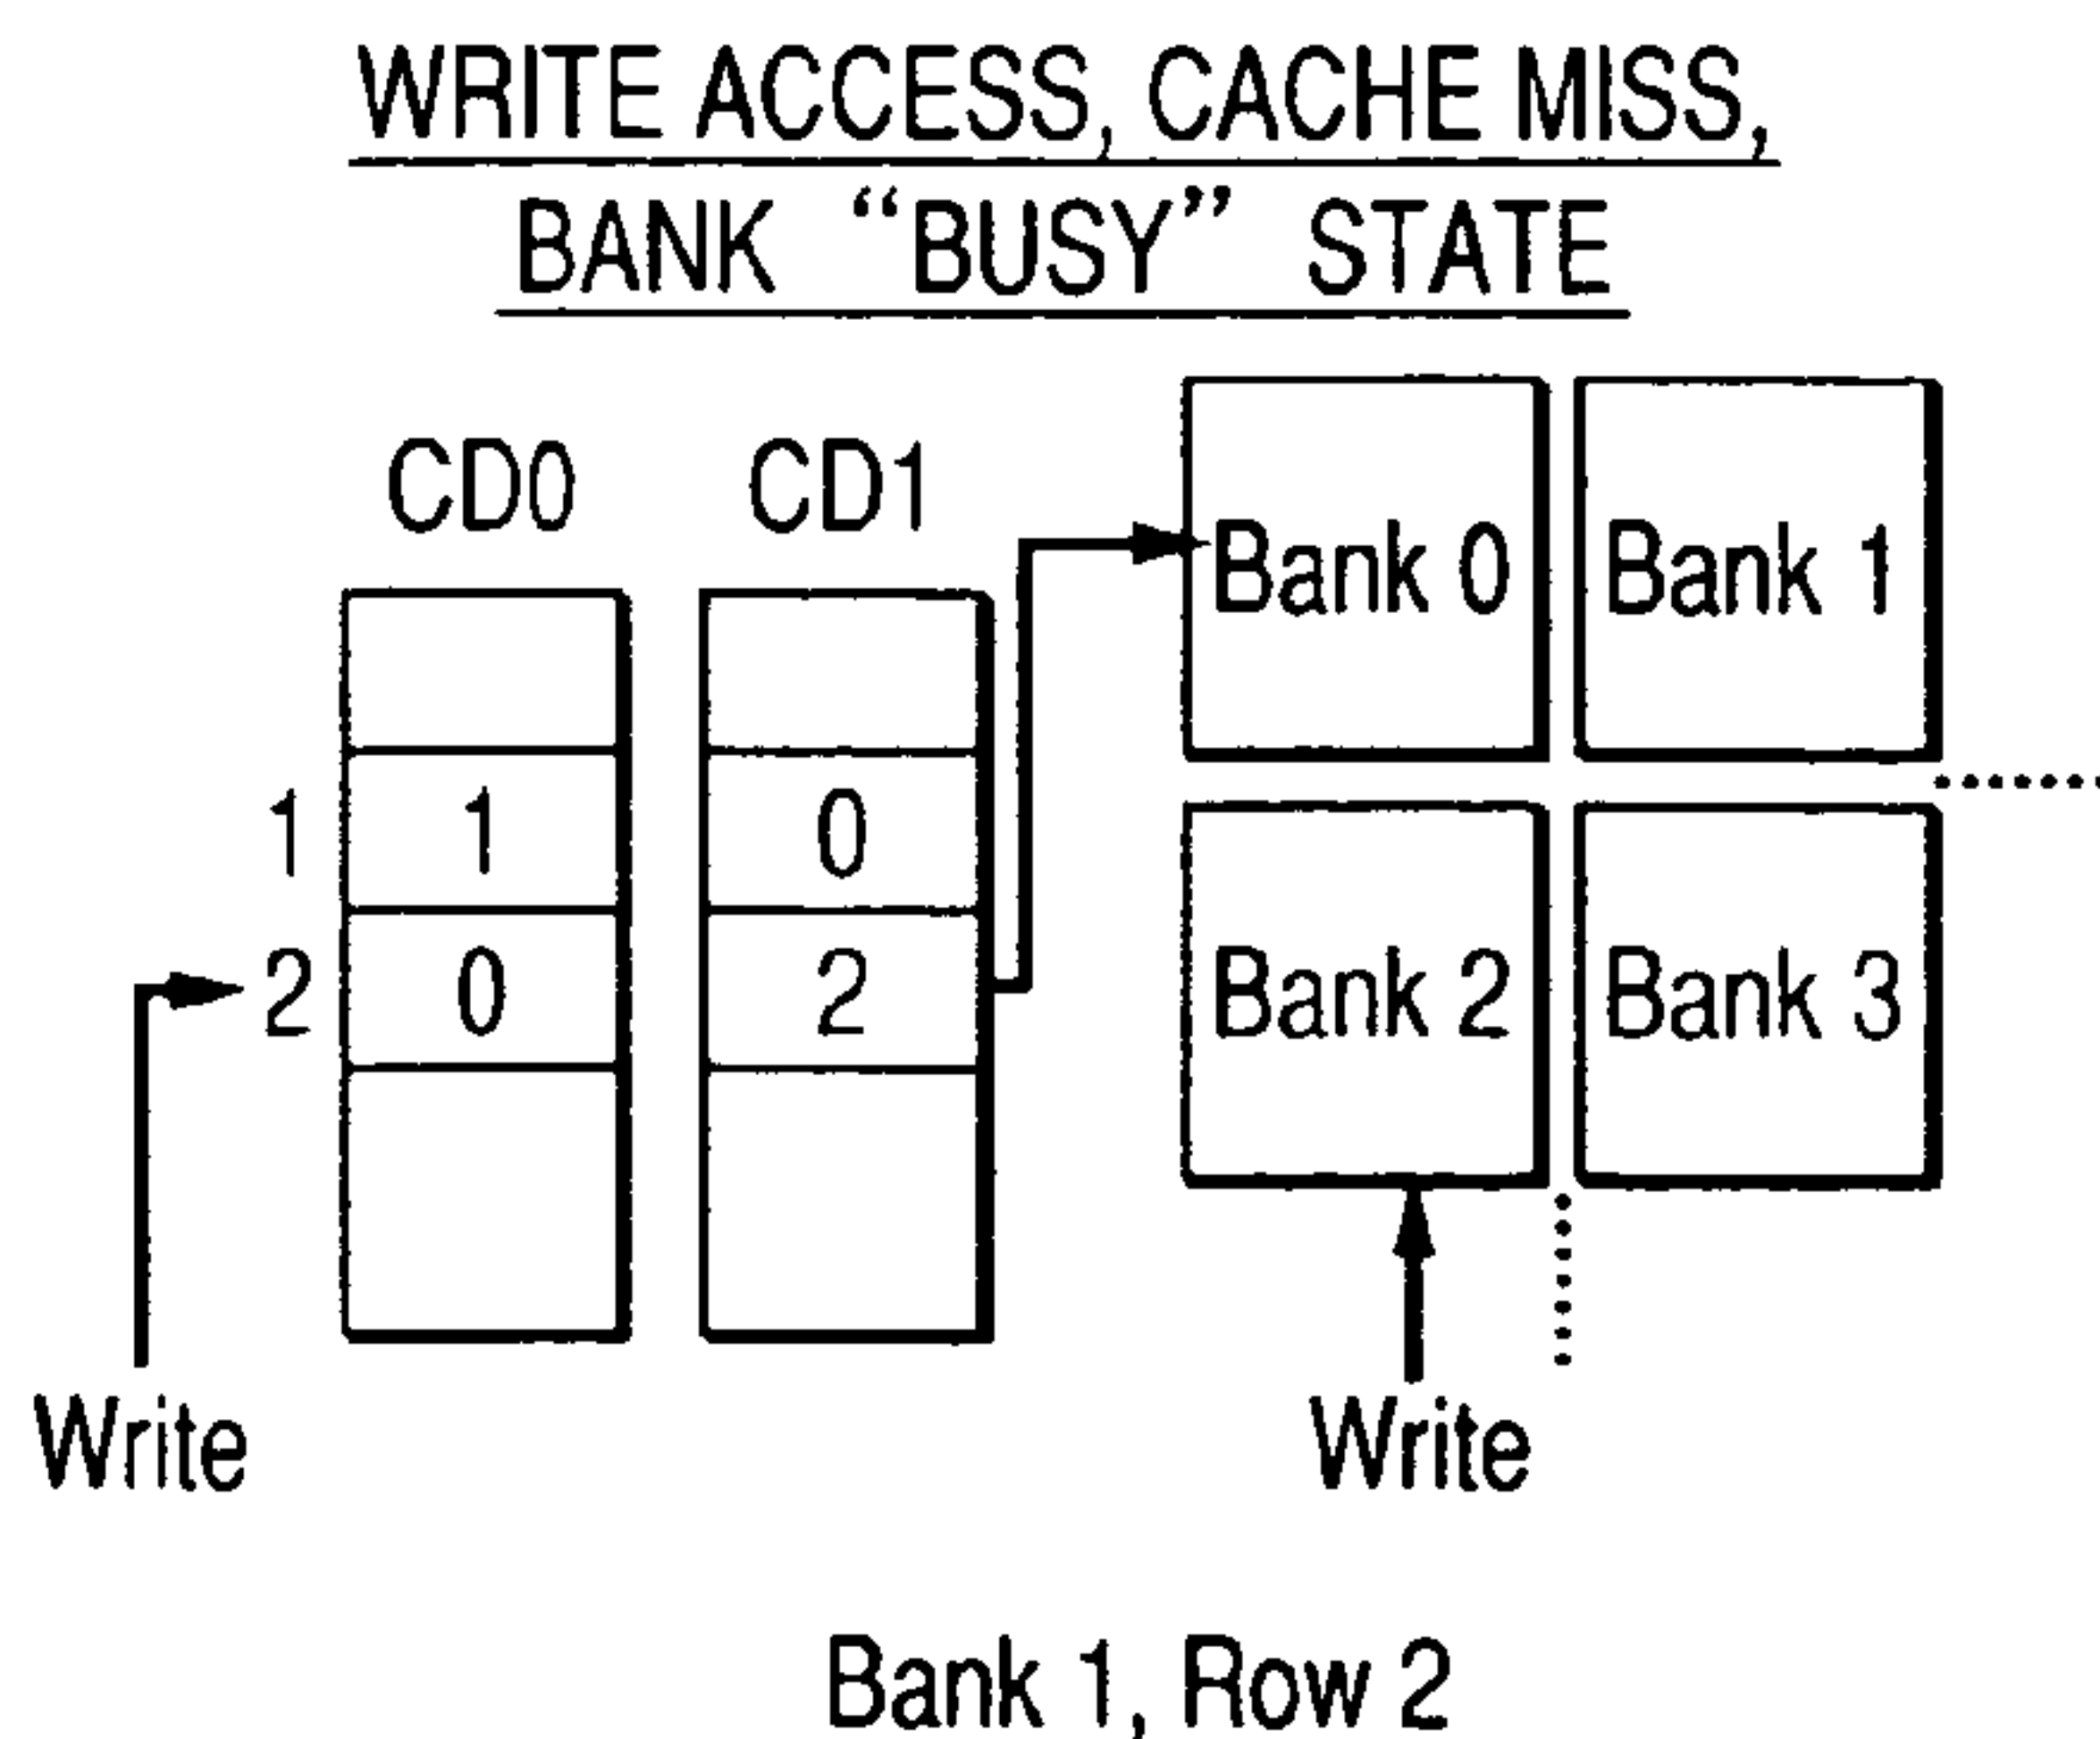 WRITE ACCESS, CACHE MISS,
BANK “BUSY” STATE
CD0 CD1
Bank 0 Bank 1
1 1 0
2 0 2
Bank 2 Bank 3
Write Write
Bank 1, Row 2